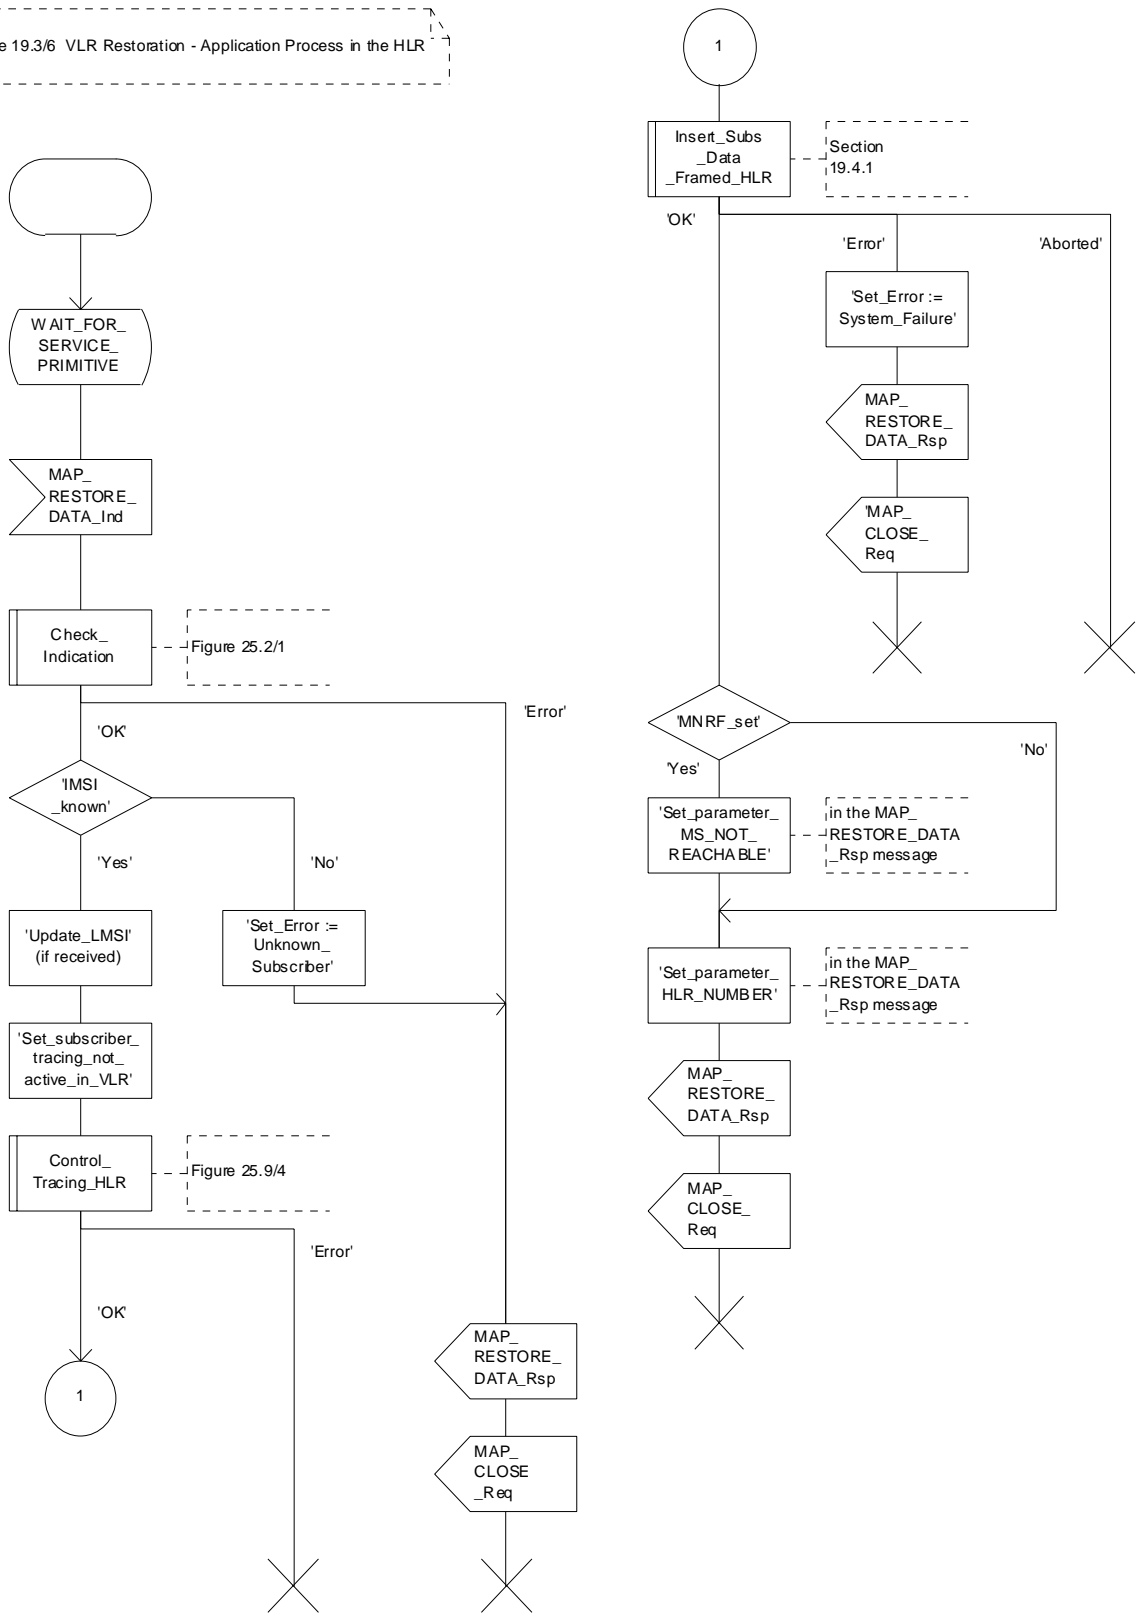 e 19.3/6 VLR Restoration - Application Process in the HLR
WAIT_FOR_
SERVICE_
PRIMITIVE
MAP_
RESTORE_
DATA_Ind
Check_
Indication
Figure 25.2/1
'Error'
'OK'
'IMSI
_known'
'Yes'
'No'
'Update_LMSI'
(if received)
'Set_Error :=
Unknown_
Subscriber'
'Set_subscriber_
tracing_not_
active_in_VLR'
Control_
Tracing_HLR
Figure 25.9/4
'Error'
'OK'
1
MAP_
RESTORE_
DATA_Rsp
MAP_
CLOSE
_Req
1
Insert_Subs
_Data
_Framed_HLR
Section
19.4.1
'OK'
'Error'
'Aborted'
'Set_Error :=
System_Failure'
MAP_
RESTORE_
DATA_Rsp
'MAP_
CLOSE_
Req
'MNRF_set'
'No'
'Yes'
'Set_parameter_
MS_NOT_
REACHABLE'
in the MAP_
RESTORE_DATA
_Rsp message
'Set_parameter_
HLR_NUMBER'
in the MAP_
RESTORE_DATA
_Rsp message
MAP_
RESTORE_
DATA_Rsp
MAP_
CLOSE_
Req